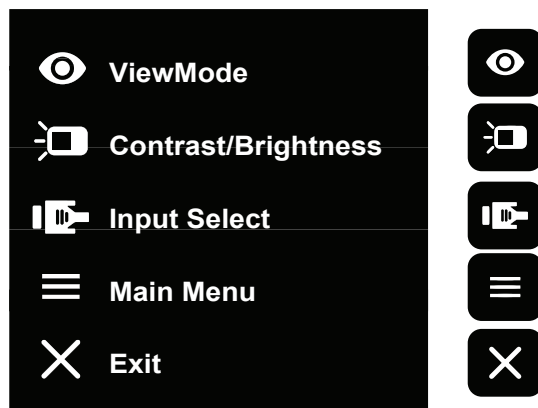 ViewMode
Contrast/Brightness
Input Select
Main Menu
Exit